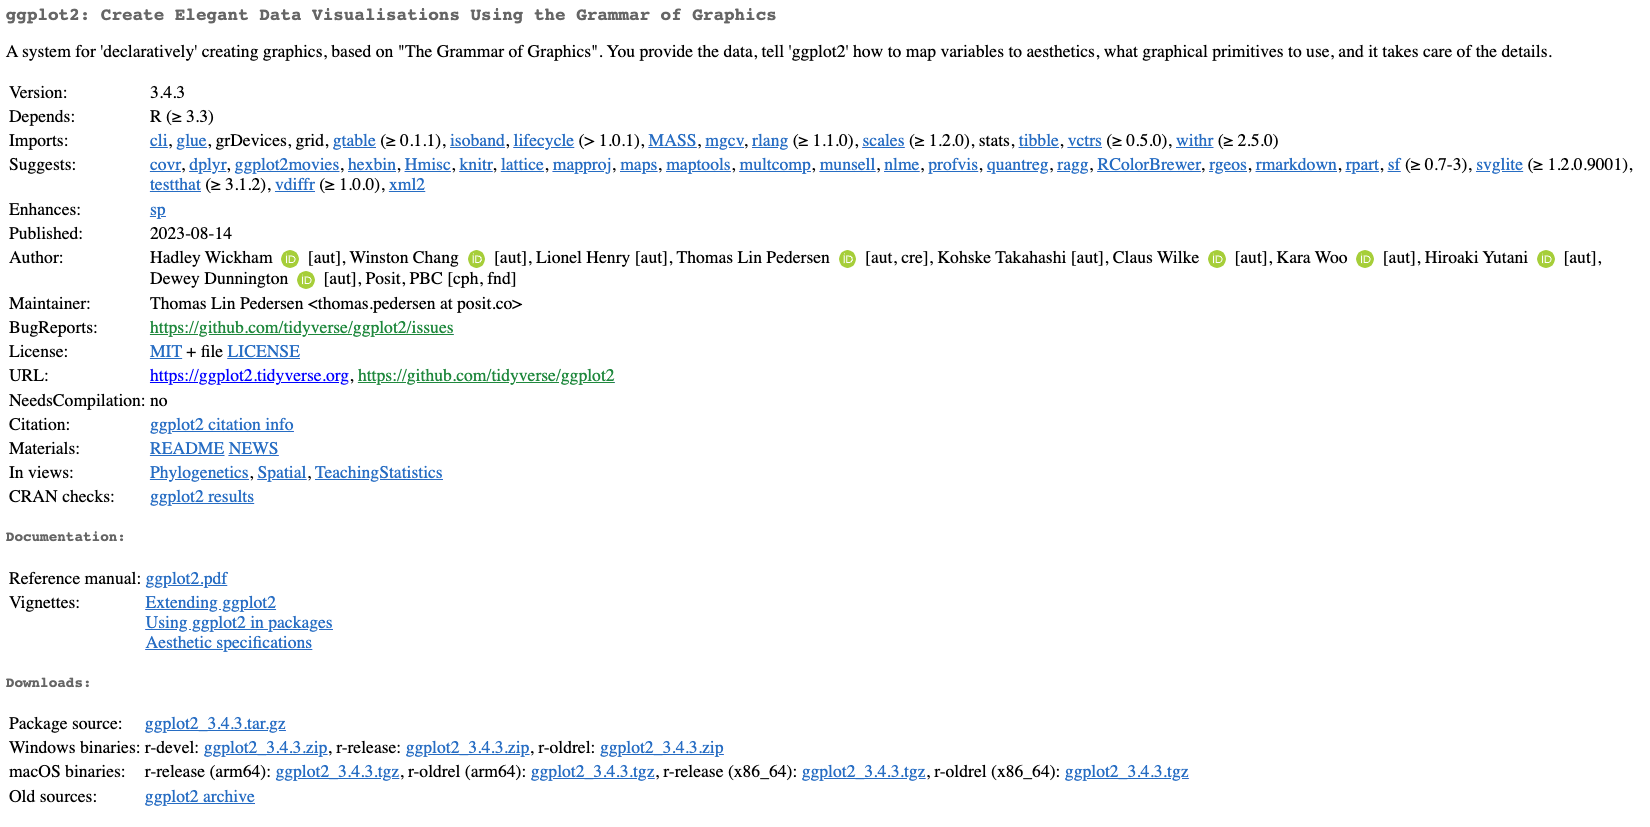 ggplot2: Create Elegant Data Visualisations Using the Grammar of Graphics
A system for 'declaratively' creating graphics, based on "The Grammar of Graphics". You provide the data, tell 'ggplot2' how to map variables to aesthetics, what graphical primitives to use, and it takes care of the details.
Version: 3.4.3
Depends: R (≥ 3.3)
Imports: cli, glue, grDevices, grid, gtable (≥ 0.1.1), isoband, lifecycle (> 1.0.1), MASS, mgcv, rlang (≥ 1.1.0), scales (≥ 1.2.0), stats, tibble, vctrs (≥ 0.5.0), withr (≥ 2.5.0)
Suggests: covr, dplyr, ggplot2movies, hexbin, Hmisc, knitr, lattice, mapproj, maps, maptools, multcomp, munsell, nlme, profvis, quantreg, ragg, RColorBrewer, rgeos, rmarkdown, rpart, sf (≥ 0.7-3), svglite (≥ 1.2.0.9001),
testthat (≥ 3.1.2), vdiffr (≥ 1.0.0), xml2
Enhances: sp
Published: 2023-08-14
Author: Hadley Wickham iD [aut], Winston Chang iD [aut], Lionel Henry [aut], Thomas Lin Pedersen iD [aut, cre], Kohske Takahashi [aut], Claus Wilke iD [aut], Kara Woo iD [aut], Hiroaki Yutani iD [aut],
Dewey Dunnington iD [aut], Posit, PBC [cph, fnd]
Maintainer: Thomas Lin Pedersen <thomas.pedersen at posit.co>
BugReports: https://github.com/tidyverse/ggplot2/issues
License: MIT + file LICENSE
URL: https://ggplot2.tidyverse.org, https://github.com/tidyverse/ggplot2
NeedsCompilation: no
Citation: ggplot2 citation info
Materials: README NEWS
In views: Phylogenetics, Spatial, TeachingStatistics
CRAN checks: ggplot2 results
Documentation:
Reference manual: ggplot2.pdf
Vignettes: Extending ggplot2
Using ggplot2 in packages
Aesthetic specifications
Downloads:
Package source: ggplot2_3.4.3.tar.gz
Windows binaries: r-devel: ggplot2_3.4.3.zip, r-release: ggplot2_3.4.3.zip, r-oldrel: ggplot2_3.4.3.zip
macOS binaries: r-release (arm64): ggplot2_3.4.3.tgz, r-oldrel (arm64): ggplot2_3.4.3.tgz, r-release (x86_64): ggplot2_3.4.3.tgz, r-oldrel (x86_64): ggplot2_3.4.3.tgz
Old sources: ggplot2 archive